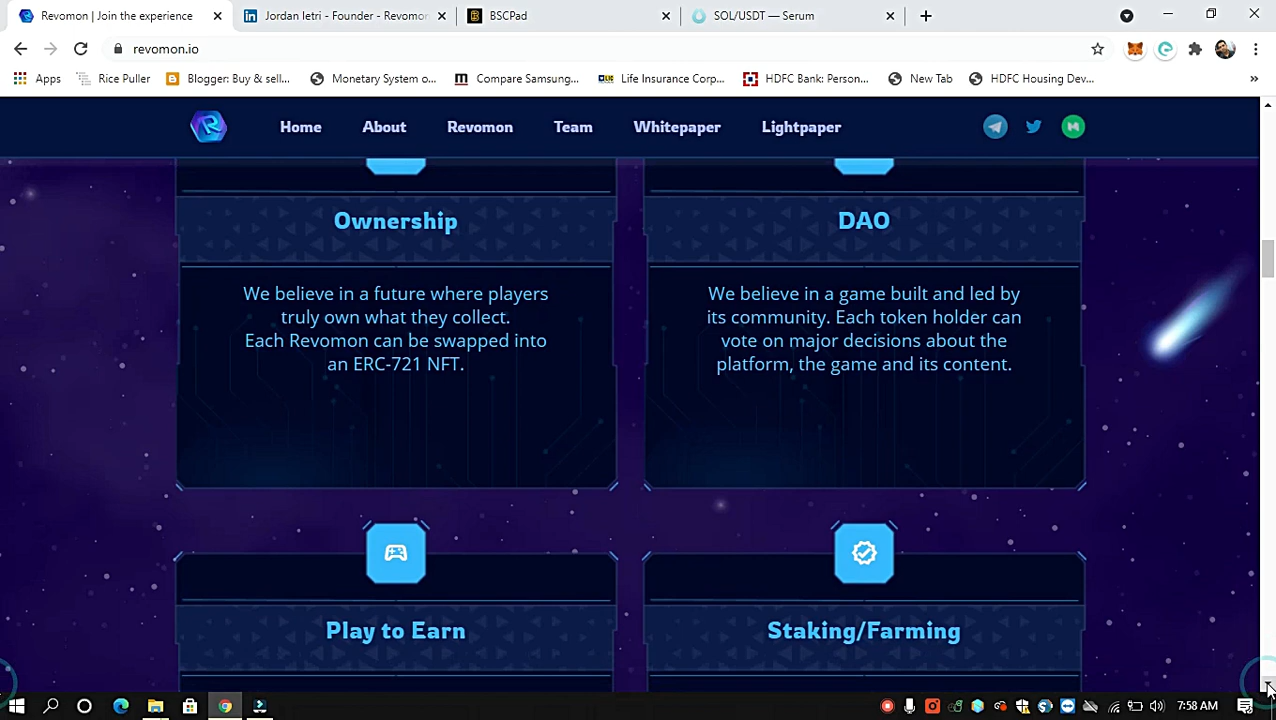 Revomon | Join the experience
Jordan Ietri - Founder - Revomor
BSCPad
SOL/USDT — Serum
revomon.io
Apps
Rice Puller
Blogger: Buy & sell...
Monetary System o...
Compare Samsung...
Life Insurance Corp...
HDFC Bank: Person...
New Tab
HDFC Housing Dev...
»
Home
About
Revomon
Team
Whitepaper
Lightpaper
Ownership
We believe in a future where players
truly own what they collect.
Each Revomon can be swapped into
an ERC-721 NFT.
DAO
We believe in a game built and led by
its community. Each token holder can
vote on major decisions about the
platform, the game and its content.
Play to Earn
Staking/Farming
7:58 AM